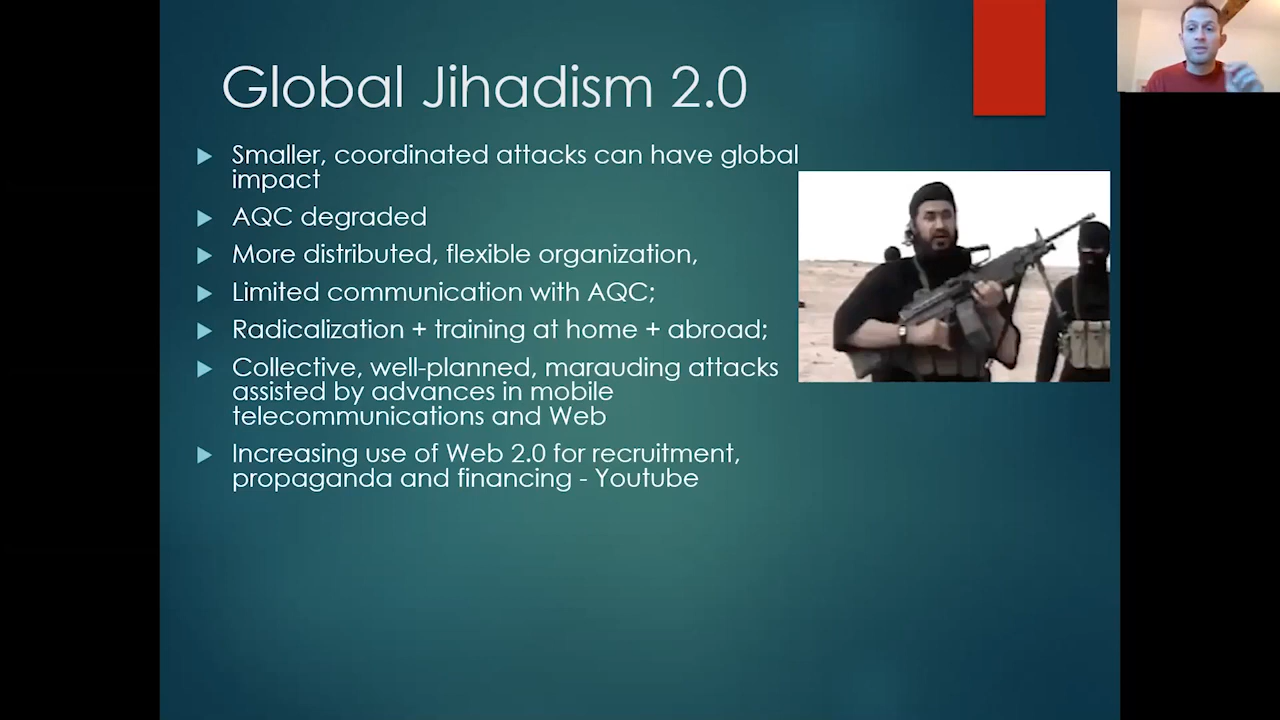 Global Jihadism 2.0
Smaller, coordinated attacks can have global
impact
AQC degraded
More distributed, flexible organization,
Limited communication with AQC;
Radicalization + training at home + abroad;
Collective, well-planned, marauding attacks
assisted by advances in mobile
telecommunications and Web
Increasing use of Web 2.0 for recruitment,
propaganda and financing - Youtube